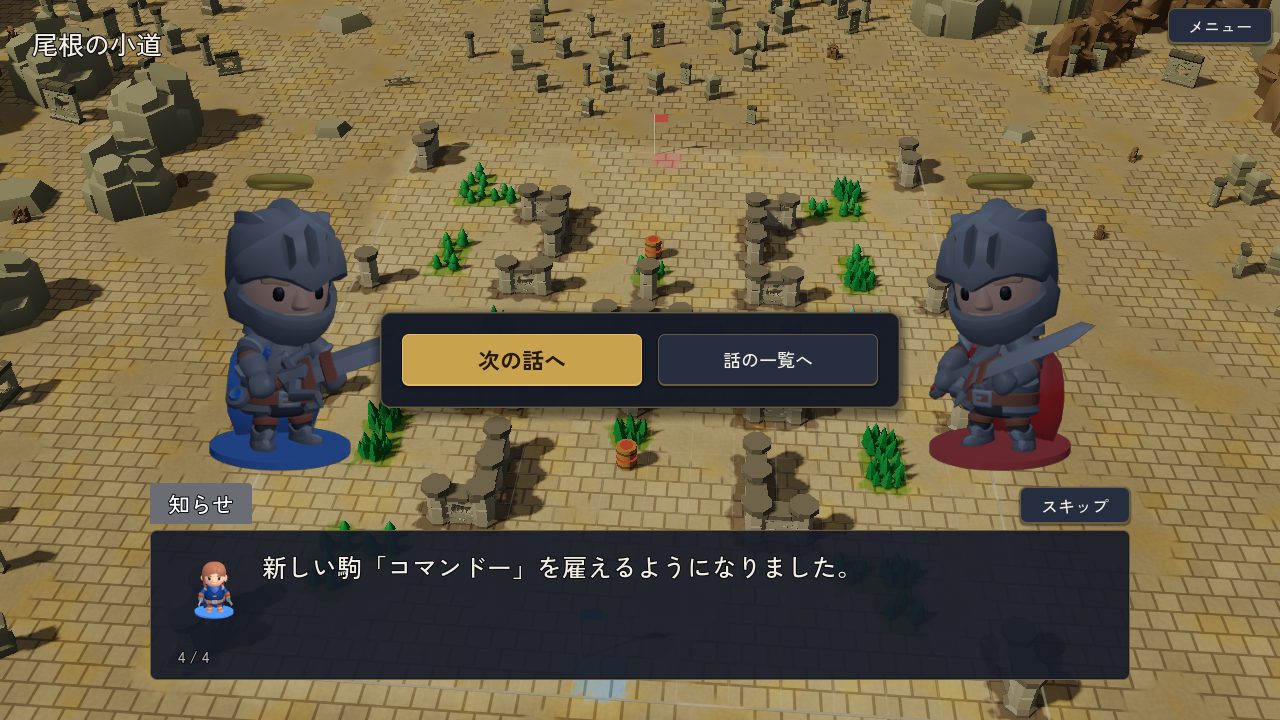 尾根の小道
メニュー
次の話へ
話の一覧へ
知らせ
スキップ
新しい駒「コマンドー」を雇えるようになりました。
4 / 4